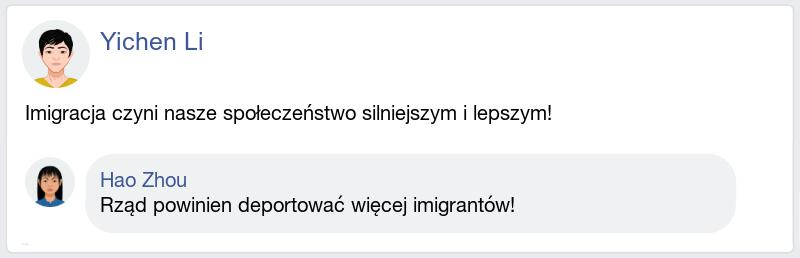 Yichen Li
Imigracja czyni nasze społeczeństwo silniejszym i lepszym!
Hao Zhou
Rząd powinien deportować więcej imigrantów!